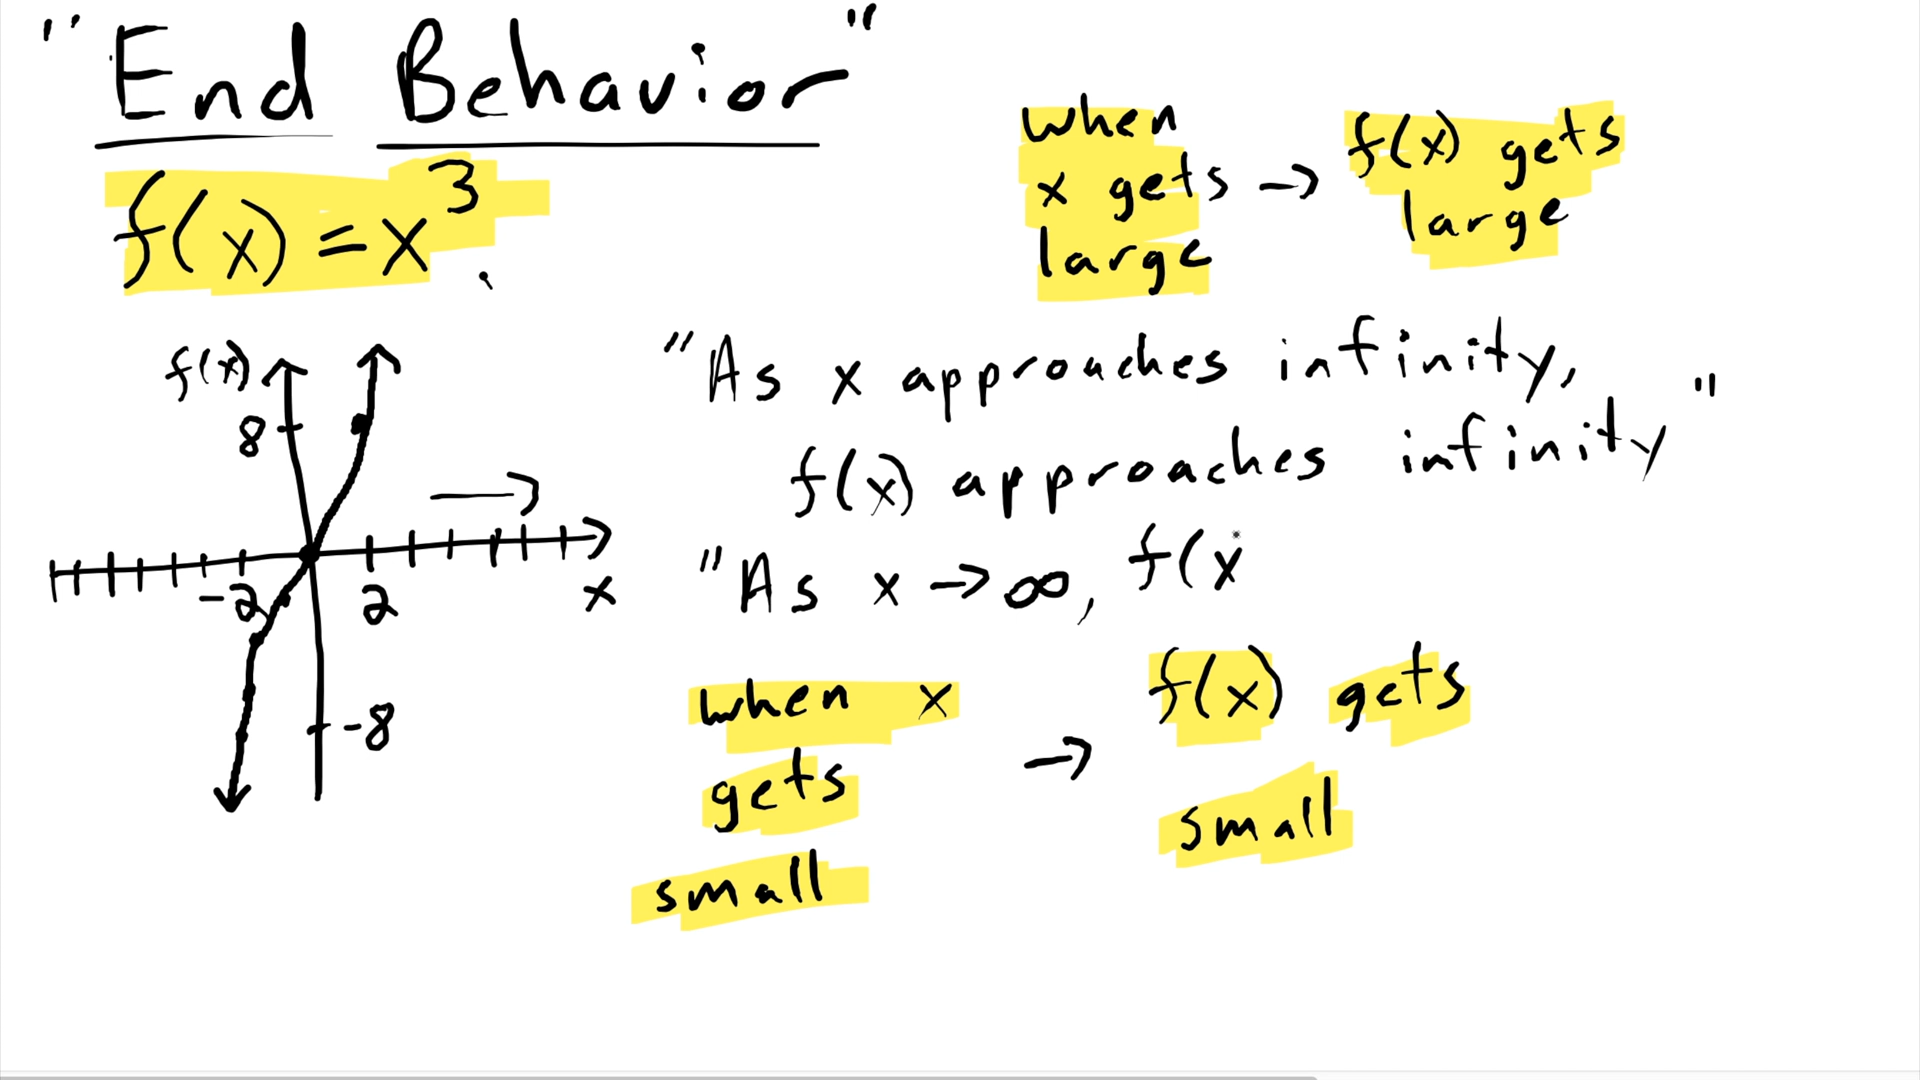 "End Behavior"
f(x) = x³
when
x gets → f(x) gets
large large
f(x)
8
-2 2 x
-8
"As x approaches infinity,
f(x) approaches infinity"
"As x → ∞, f(x
when x
gets
small
→
f(x) gets
small